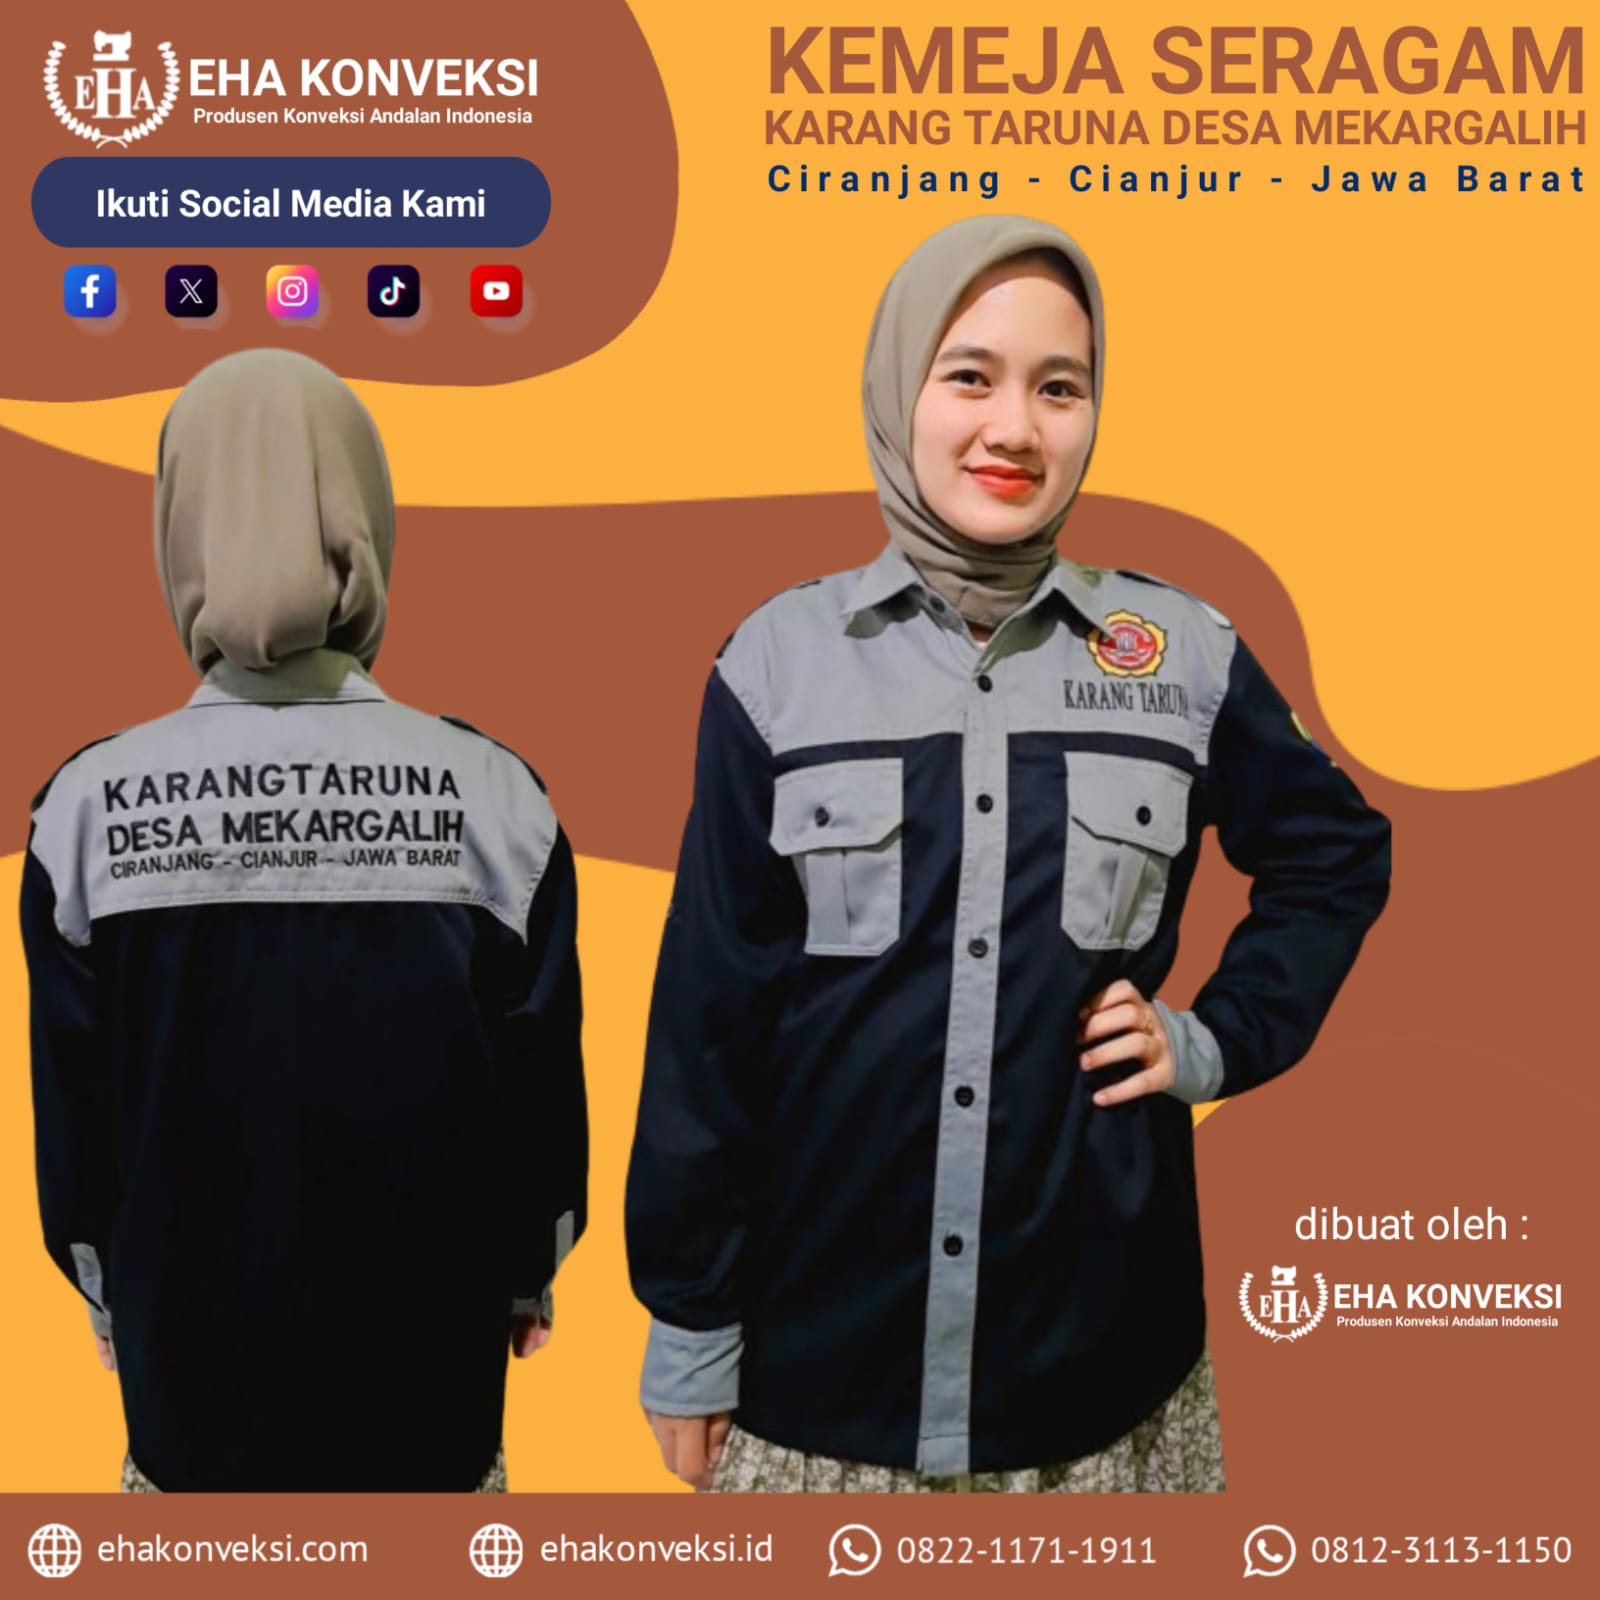 EHA
EHA KONVEKSI
Produsen Konveksi Andalan Indonesia
Ikuti Social Media Kami
KEMEJA SERAGAM
KARANG TARUNA DESA MEKARGALIH
Ciranjang - Cianjur - Jawa Barat
KARANGTARUNA
DESA MEKARGALIH
CIRANJANG - CIANJUR - JAWA BARAT
KARANG TARUNA
dibuat oleh :
EHA
EHA KONVEKSI
Produsen Konveksi Andalan Indonesia
ehakonveksi.com
ehakonveksi.id
0822-1171-1911
0812-3113-1150